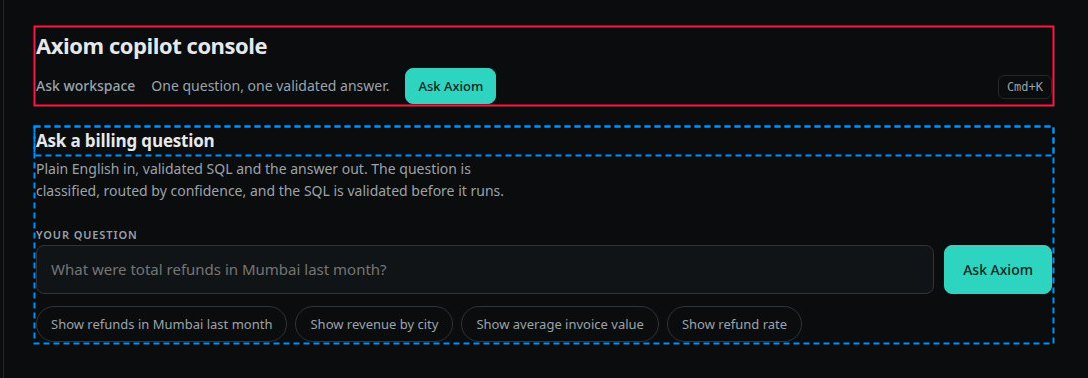 Axiom copilot console
Ask workspace One question, one validated answer. Ask Axiom Cmd+K
Ask a billing question
Plain English in, validated SQL and the answer out. The question is
classified, routed by confidence, and the SQL is validated before it runs.
YOUR QUESTION
What were total refunds in Mumbai last month? Ask Axiom
Show refunds in Mumbai last month Show revenue by city Show average invoice value Show refund rate